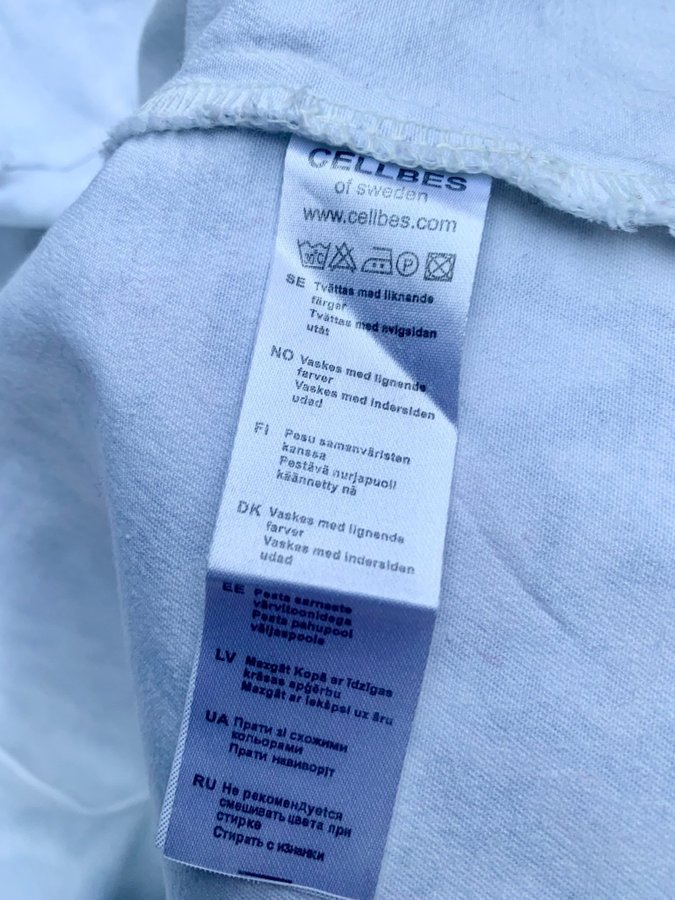 CELLBES
of sweden
www.cellbes.com
P
SE Tvättas med liknande
färger
Tvättas med avigsidan
utåt
NO Vaskes med lignende
farver
Vaskes med indersiden
udad
FI Pesu samanväristen
kanssa
Pestävä nurjapuoli
käännetty nä
DK Vaskes med lignende
farver
Vaskes med indersiden
udad
EE Pesta sarnaste
värvitoonidega
Pesta pahupool
väljaspoole
LV Mazgāt Kopā ar līdzīgas
krāsas apģērbu
Mazgāt ar iekšpsi uz āru
UA Прати зі схожими
кольорами
Прати навиворіт
RU Не рекомендуется
смешивать цвета при
стирке
Стирать с изнанки